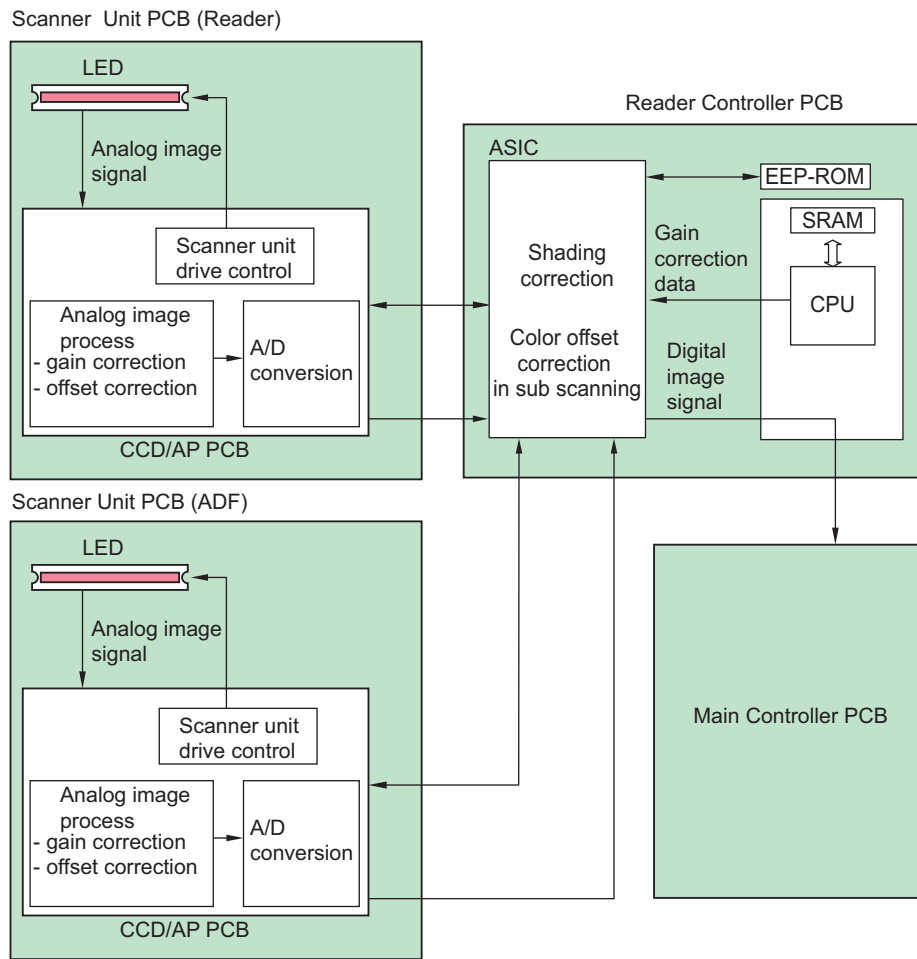 Scanner Unit PCB (Reader)
LED
Analog image
signal
Scanner unit
drive control
Analog image
process
- gain correction
- offset correction
A/D
conversion
CCD/AP PCB
Reader Controller PCB
ASIC
Shading
correction
Color offset
correction
in sub scanning
EEP-ROM
SRAM
CPU
Gain
correction
data
Digital
image
signal
Scanner Unit PCB (ADF)
LED
Analog image
signal
Scanner unit
drive control
Analog image
process
- gain correction
- offset correction
A/D
conversion
CCD/AP PCB
Main Controller PCB